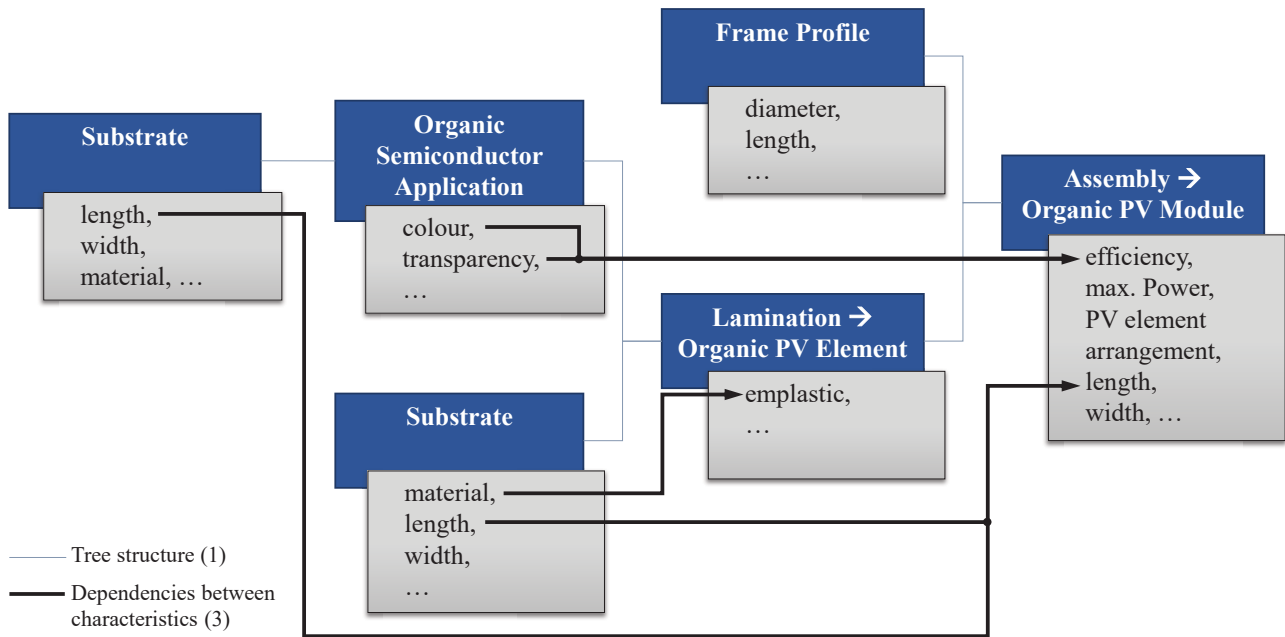 Frame Profile
diameter,
length,
…
Substrate
length,
width,
material, …
Organic
Semiconductor
Application
colour,
transparency,
…
Assembly →
Organic PV Module
efficiency,
max. Power,
PV element
arrangement,
length,
width, …
Lamination →
Organic PV Element
emplastic,
…
Substrate
material,
length,
width,
…
Tree structure (1)
Dependencies between
characteristics (3)